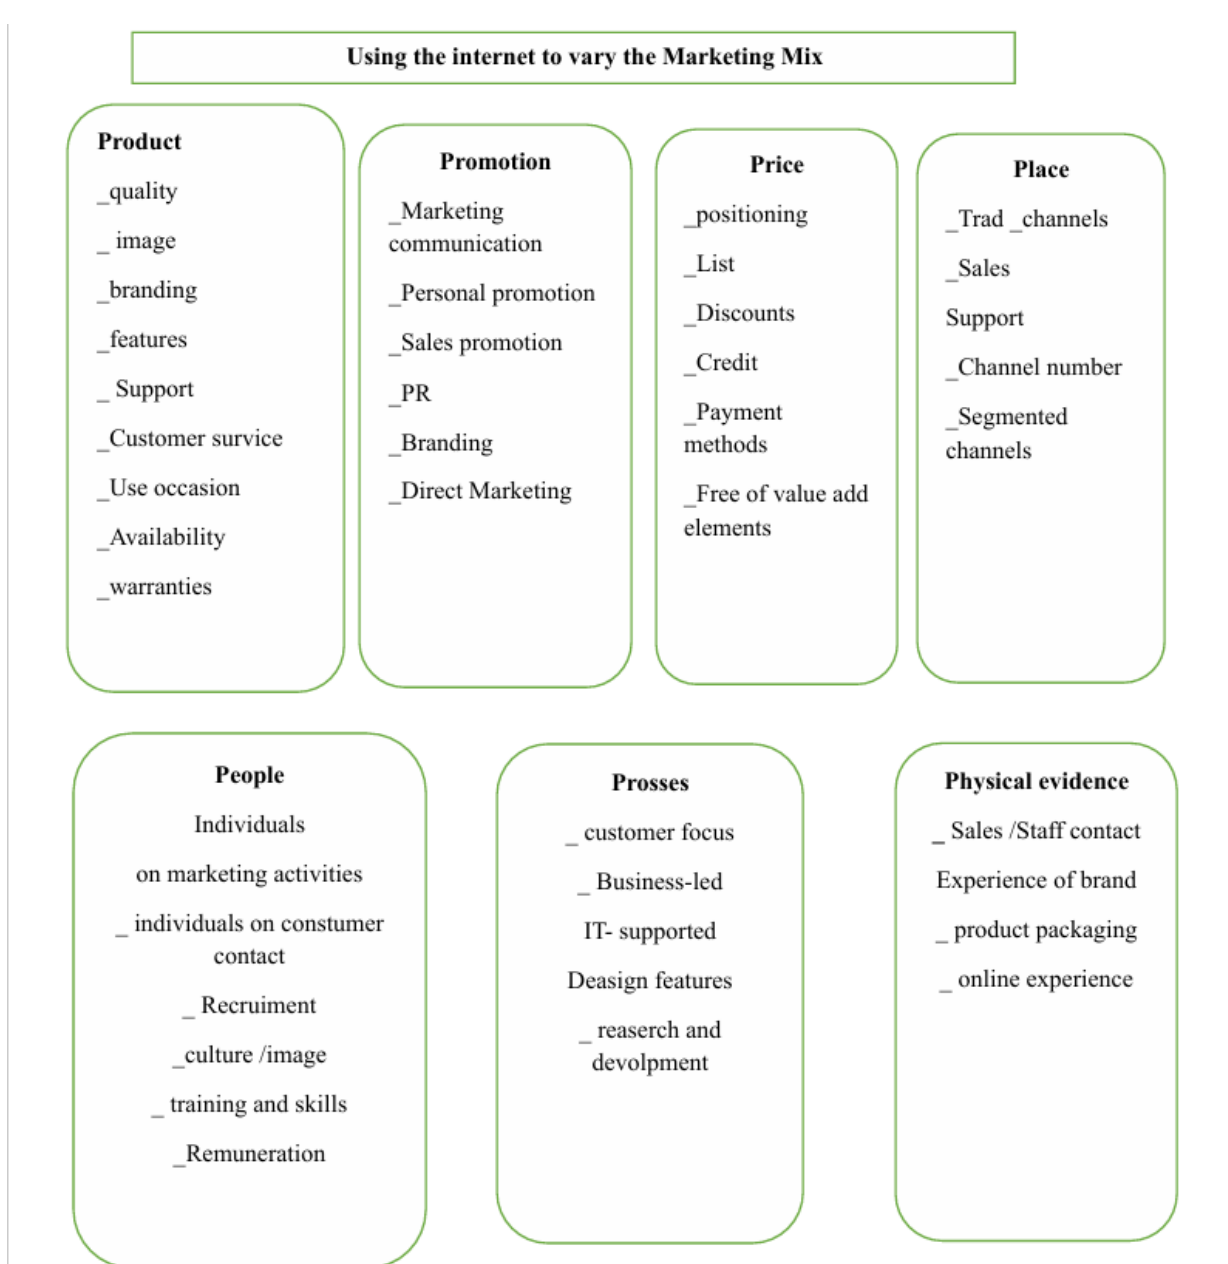 Using the internet to vary the Marketing Mix
Product
_quality
_ image
_branding
_features
_ Support
_Customer survice
_Use occasion
_Availability
_warranties
Promotion
_Marketing
communication
_Personal promotion
_Sales promotion
_PR
_Branding
_Direct Marketing
Price
_positioning
_List
_Discounts
_Credit
_Payment
methods
_Free of value add
elements
Place
_Trad _channels
_Sales
Support
_Channel number
_Segmented
channels
People
Individuals
on marketing activities
_ individuals on constumer
contact
_ Recruiment
_culture /image
_ training and skills
_Remuneration
Prosses
_ customer focus
_ Business-led
IT- supported
Deasign features
_ reaserch and
devolpment
Physical evidence
_ Sales /Staff contact
Experience of brand
_ product packaging
_ online experience